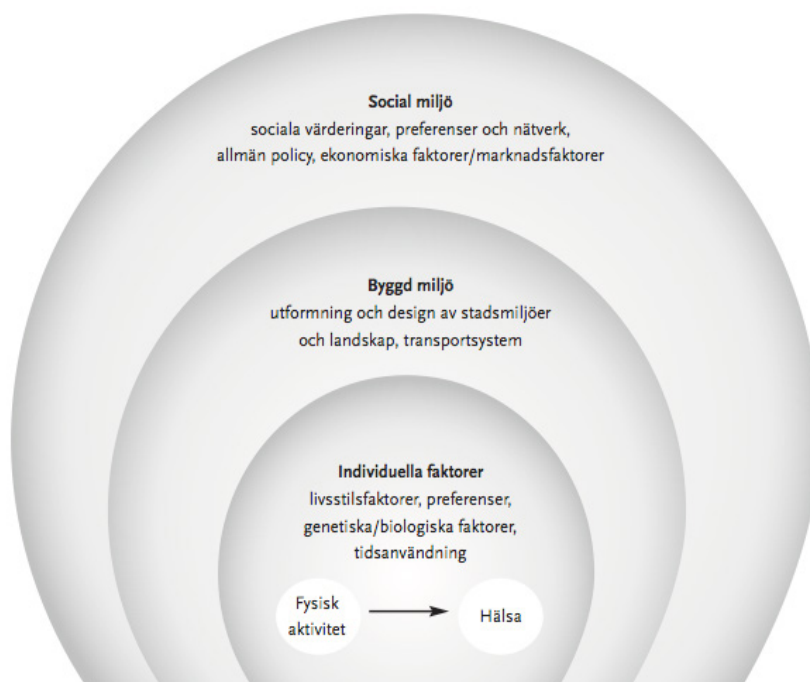 Social miljö
sociala värderingar, preferenser och nätverk,
allmän policy, ekonomiska faktorer/marknadsfaktorer
Byggd miljö
utformning och design av stadsmiljöer
och landskap, transportsystem
Individuella faktorer
livsstilsfaktorer, preferenser,
genetiska/biologiska faktorer,
tidsanvändning
Fysisk
aktivitet
Hälsa